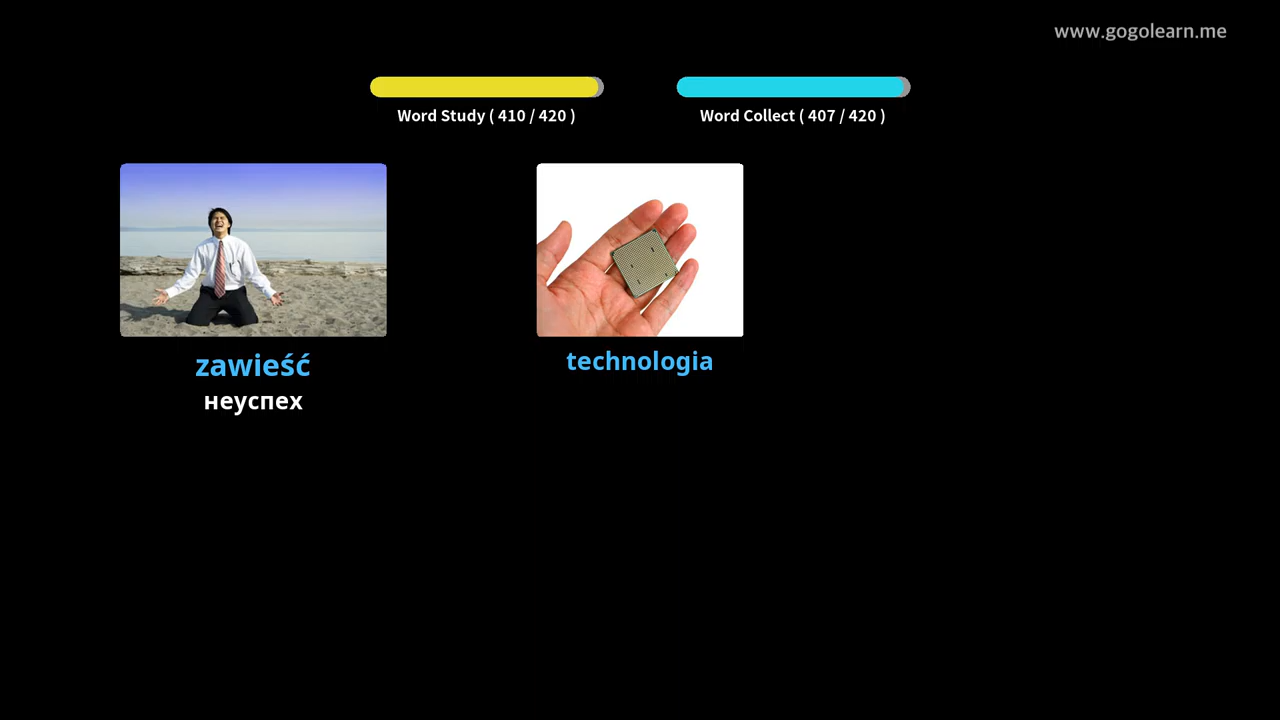 www.gogolearn.me
Word Study ( 410 / 420 )
Word Collect ( 407 / 420 )
zawieść
неуспех
technologia